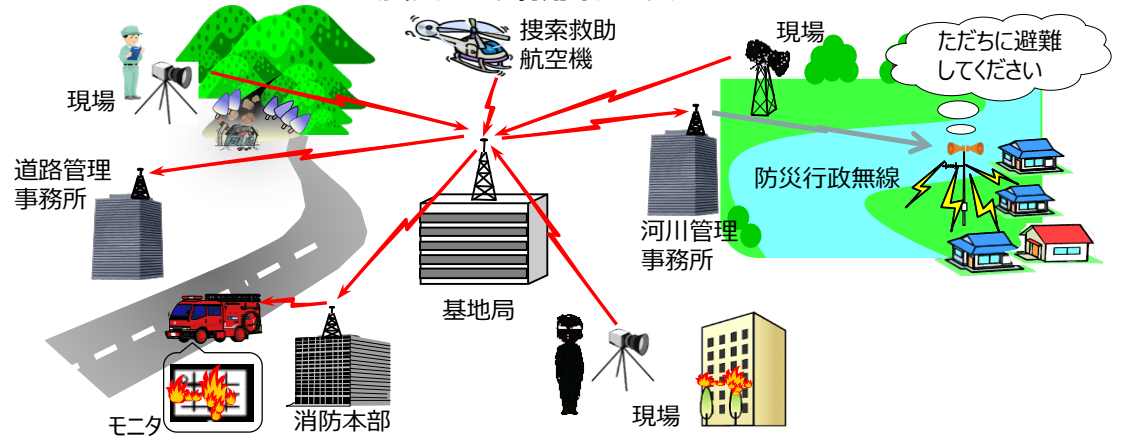 捜索救助
航空機
現場
ただちに避難
してください
現場
道路管理
事務所
防災行政無線
河川管理
事務所
基地局
モニタ
消防本部
現場